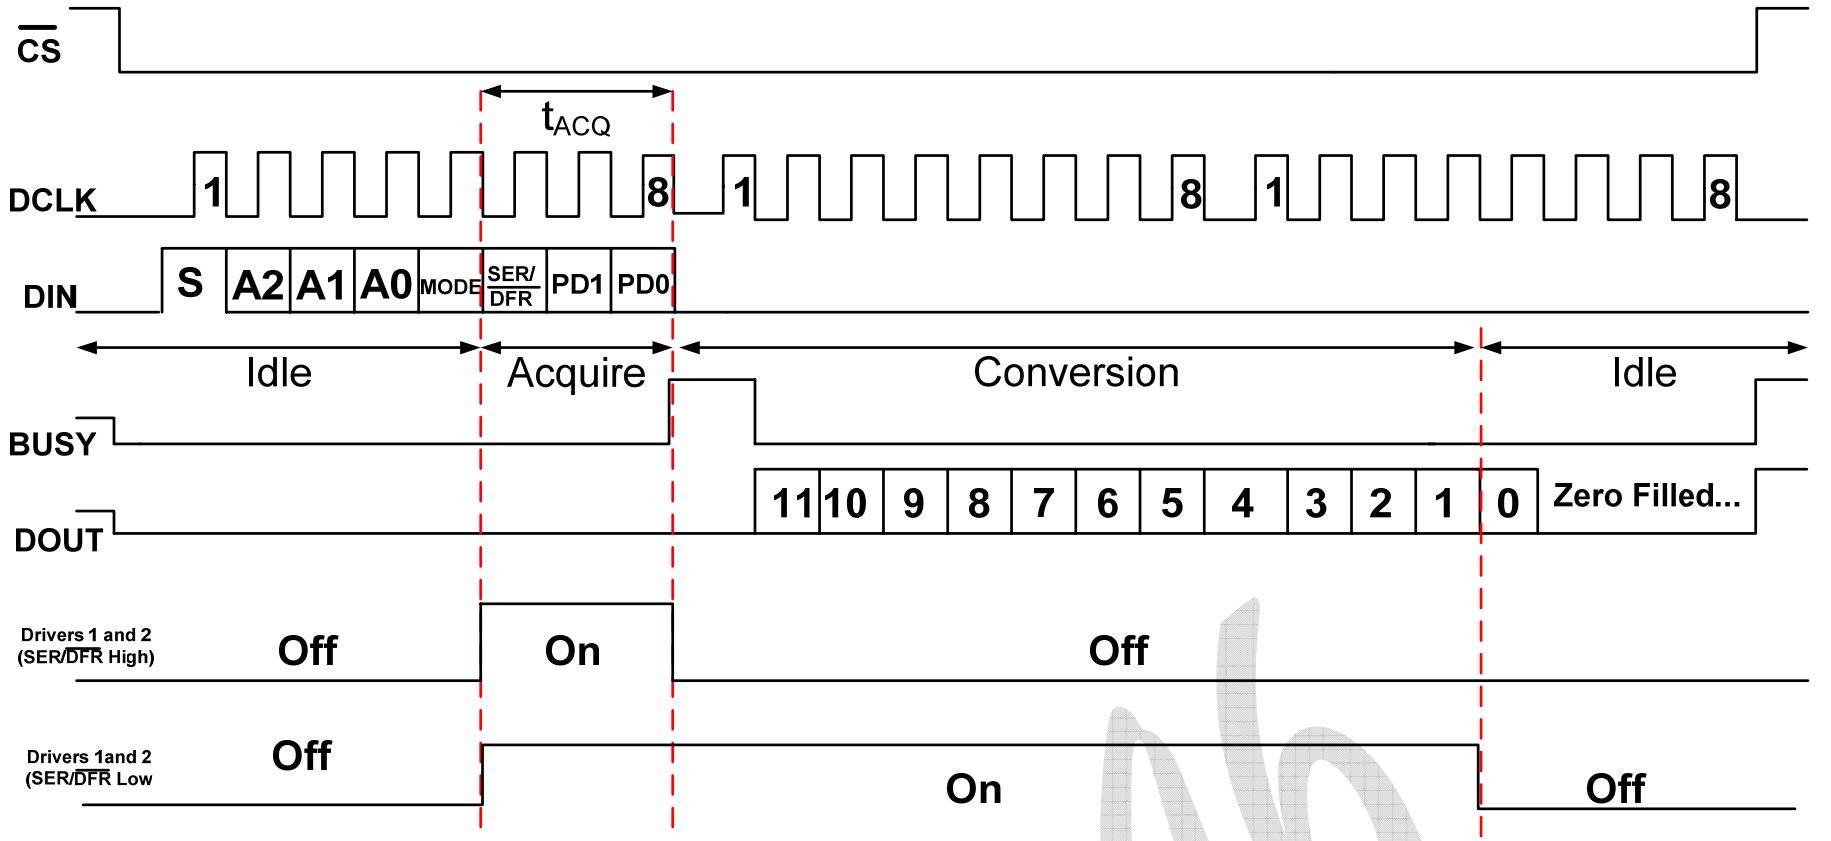 CS
tACQ
DCLK 1 8 1 8 1 8
DIN S A2 A1 A0 MODE SER/DFR PD1 PD0
Idle Acquire Conversion Idle
BUSY
DOUT 11 10 9 8 7 6 5 4 3 2 1 0 Zero Filled...
Drivers 1 and 2
(SER/DFR High)
Off On Off
Drivers 1and 2
(SER/DFR Low
Off On Off